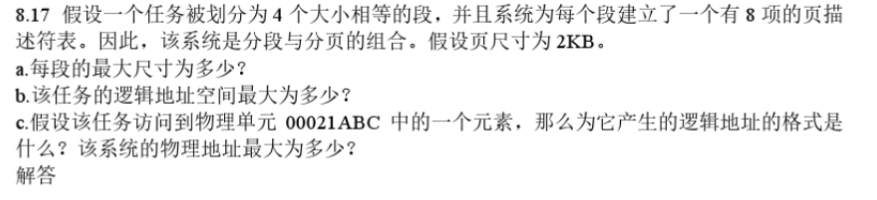 8.17 假设一个任务被划分为 4 个大小相等的段，并且系统为每个段建立了一个有 8 项的页描
述符表。因此，该系统是分段与分页的组合。假设页尺寸为 2KB。
a.每段的最大尺寸为多少？
b.该任务的逻辑地址空间最大为多少？
c.假设该任务访问到物理单元 00021ABC 中的一个元素，那么为它产生的逻辑地址的格式是
什么？该系统的物理地址最大为多少？
解答